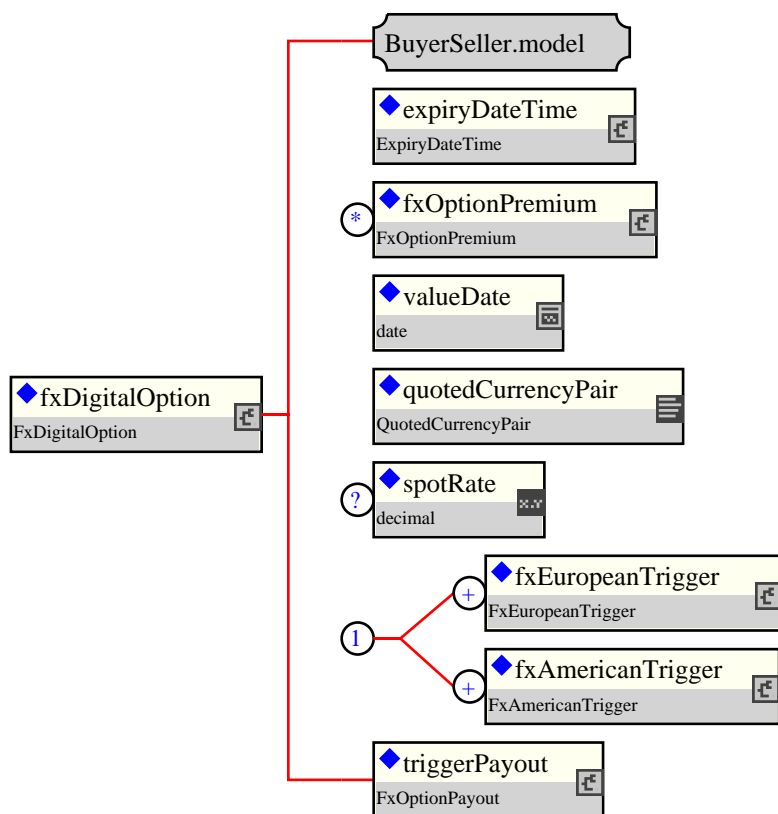 BuyerSeller.model
expiryDateTime
ExpiryDateTime
*
fxOptionPremium
FxOptionPremium
valueDate
date
fxDigitalOption
FxDigitalOption
quotedCurrencyPair
QuotedCurrencyPair
?
spotRate
decimal
x.y
1
+
fxEuropeanTrigger
FxEuropeanTrigger
+
fxAmericanTrigger
FxAmericanTrigger
triggerPayout
FxOptionPayout